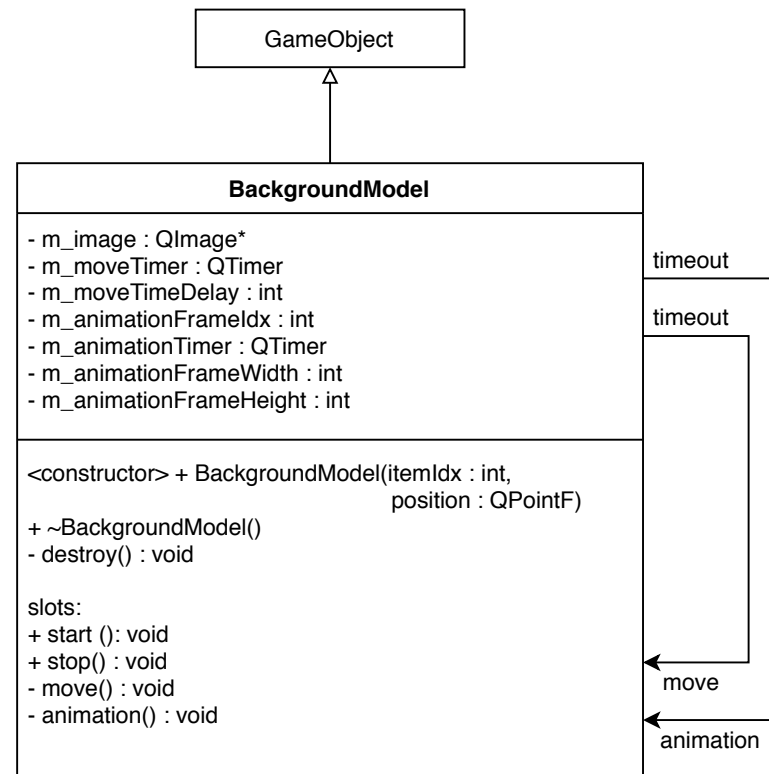 GameObject
BackgroundModel
- m_image : QImage*
- m_moveTimer : QTimer
- m_moveTimeDelay : int
- m_animationFrameIdx : int
- m_animationTimer : QTimer
- m_animationFrameWidth : int
- m_animationFrameHeight : int
timeout
timeout
<constructor> + BackgroundModel(itemIdx : int,
position : QPointF)
+ ~BackgroundModel()
- destroy() : void
slots:
+ start (): void
+ stop() : void
- move() : void
- animation() : void
move
animation